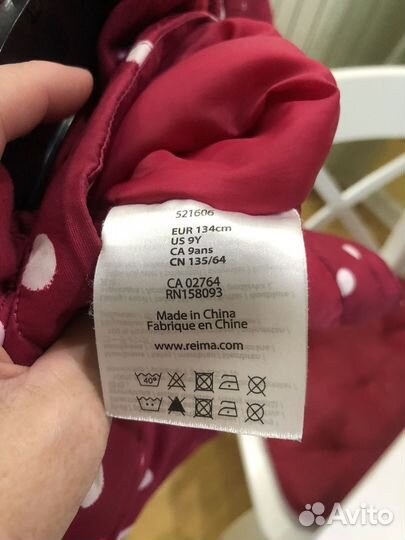 521606
EUR 134cm
US 9Y
CA 9ans
CN 135/64
CA 02764
RN158093
Made in China
Fabrique en Chine
www.reima.com
40°
Avito